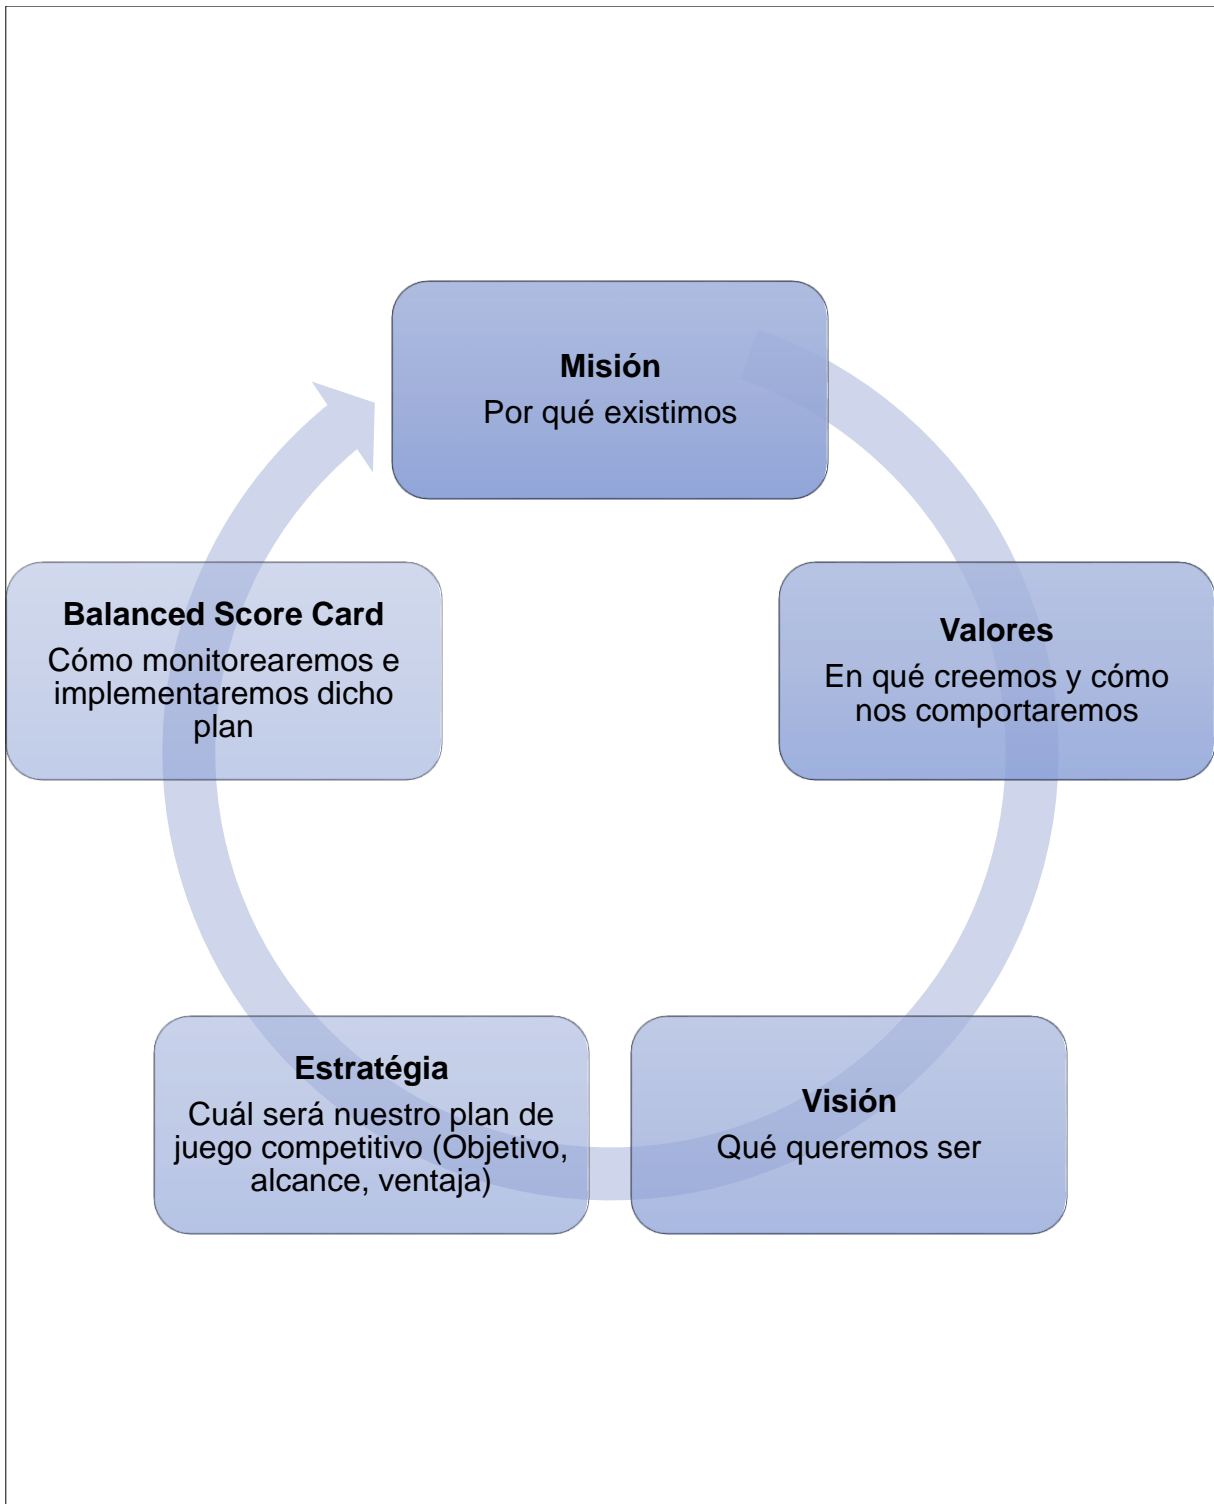 Misión
Por qué existimos
Valores
En qué creemos y cómo
nos comportaremos
Visión
Qué queremos ser
Estratégia
Cuál será nuestro plan de
juego competitivo (Objetivo,
alcance, ventaja)
Balanced Score Card
Cómo monitorearemos e
implementaremos dicho
plan